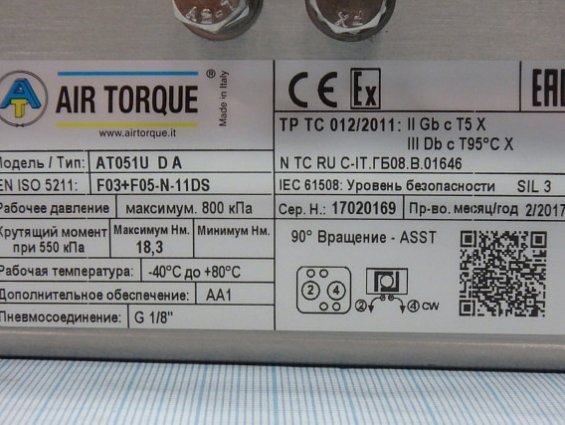 AT AIR TORQUE ®
Made in Italy
www.airtorque.it
Модель / Тип: AT051U D A
EN ISO 5211: F03+F05-N-11DS
Рабочее давление максимум. 800 кПа
Крутящий момент при 550 кПа
Максимум Нм. 18,3
Минимум Нм.
Рабочая температура: -40°C до +80°C
Дополнительное обеспечение: AA1
Пневмосоединение: G 1/8"
CE Ex EAC
ТР ТС 012/2011: II Gb c T5 X
III Db c T95°C X
N TC RU C-IT.ГБ08.В.01646
IEC 61508: Уровень безопасности SIL 3
Сер. Н.: 17020169 Пр-во. месяц/год 2/2017
90° Вращение - ASST
2 4
2 4 CW